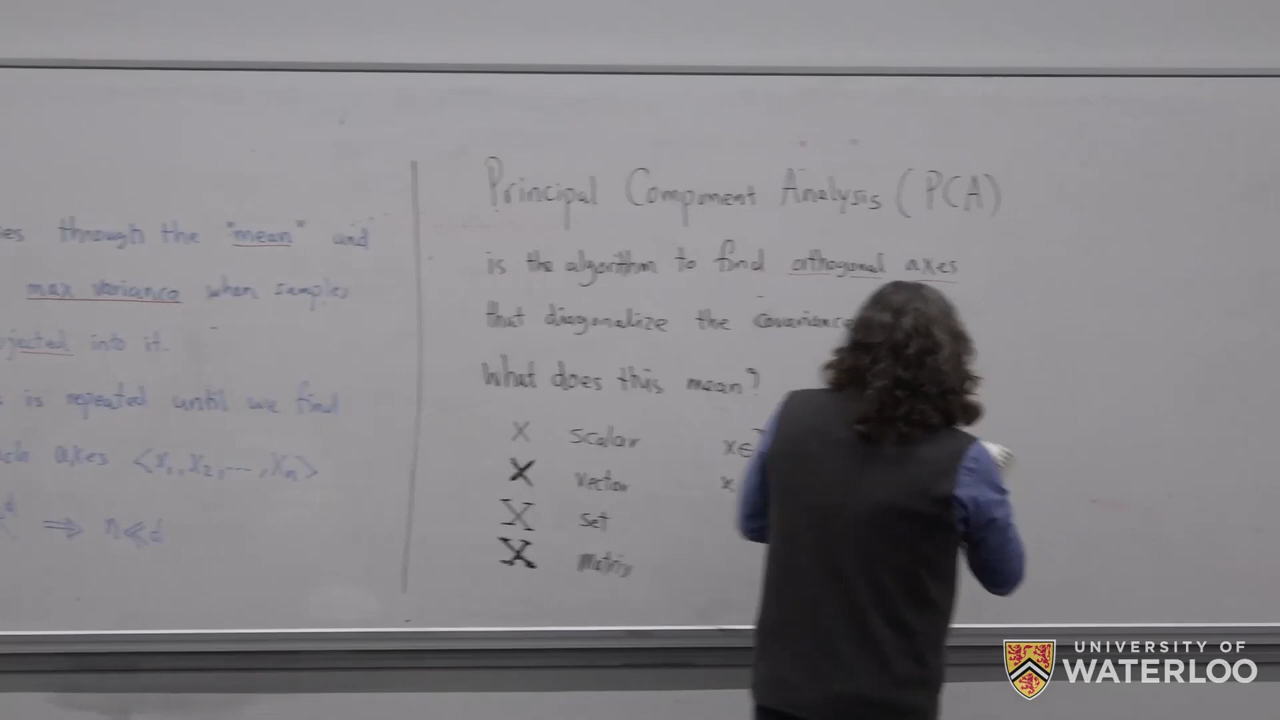 es through the "mean" and
max variance when samples
jected into it.
is repeated until we find
ch axes <x₁, x₂, ..., xₙ>
d ⇒ n≪d
Principal Component Analysis (PCA)
is the algorithm to find orthogonal axes
that diagonalize the covariance
What does this mean?
x scalar x∈
x vector x
X set
X matrix
UNIVERSITY OF
WATERLOO